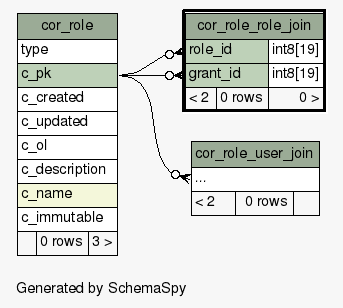 cor_role
type
c_pk
c_created
c_updated
c_ol
c_description
c_name
c_immutable
0 rows 3 >
cor_role_role_join
role_id int8[19]
grant_id int8[19]
< 2 0 rows 0 >
cor_role_user_join
...
< 2 0 rows
Generated by SchemaSpy